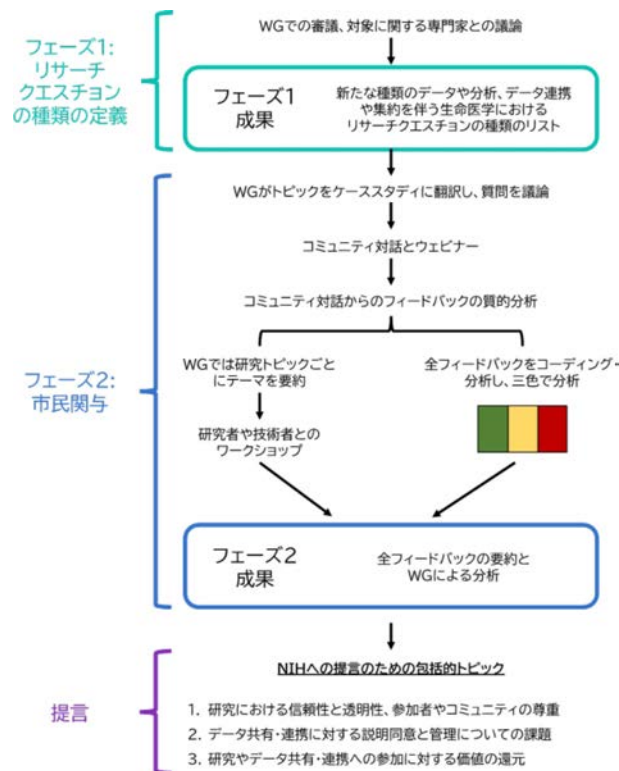 WGでの審議、対象に関する専門家との議論
フェーズ1:
リサーチ
クエスチョン
の種類の定義
フェーズ1
成果
新たな種類のデータや分析、データ連携
や集約を伴う生命医学における
リサーチクエスチョンの種類のリスト
WGがトピックをケーススタディに翻訳し、質問を議論
コミュニティ対話とウェビナー
コミュニティ対話からのフィードバックの質的分析
フェーズ2:
市民関与
WGでは研究トピックごと
にテーマを要約
全フィードバックをコーディング・
分析し、三色で分析
研究者や技術者との
ワークショップ
フェーズ2
成果
全フィードバックの要約と
WGによる分析
NIHへの提言のための包括的トピック
提言
1. 研究における信頼性と透明性、参加者やコミュニティの尊重
2. データ共有・連携に対する説明同意と管理についての課題
3. 研究やデータ共有・連携への参加に対する価値の還元